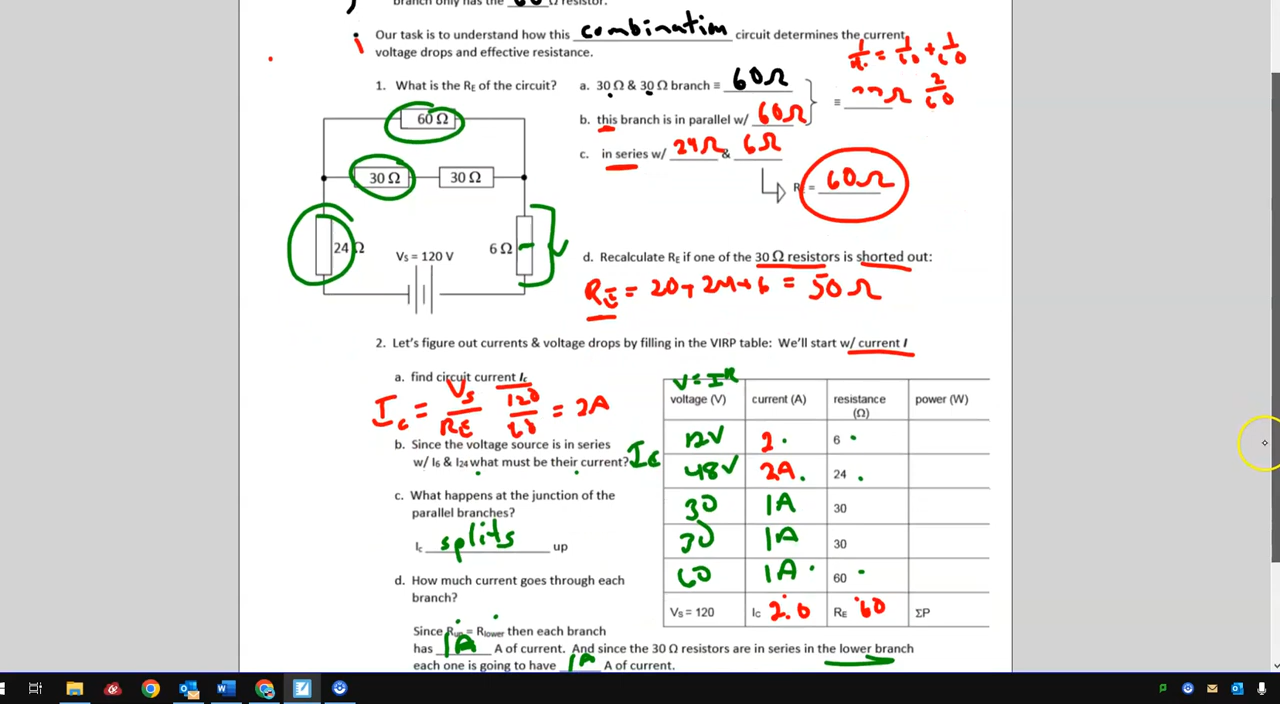 branch only has the 60 Ω resistor.
Our task is to understand how this combination circuit determines the current,
voltage drops and effective resistance.
1. What is the RE of the circuit?
a. 30 Ω & 30 Ω branch ≡ 60Ω
1/R = 1/60 + 1/60
≡ Ω 2/60
b. this branch is in parallel w/ 60Ω
c. in series w/ 24Ω & 6Ω
R = 60Ω
60 Ω
30 Ω
30 Ω
24 Ω
Vs = 120 V
6 Ω
d. Recalculate RE if one of the 30 Ω resistors is shorted out:
RE = 20 + 24 + 6 = 50 Ω
2. Let's figure out currents & voltage drops by filling in the VIRP table: We'll start w/ current I
a. find circuit current Ic
Ic = Vs/RE 120/60 = 2A
b. Since the voltage source is in series
w/ I6 & I24 what must be their current? Ic
c. What happens at the junction of the
parallel branches?
Ic splits up
d. How much current goes through each
branch?
Since Rup = Rlower then each branch
has 1A A of current. And since the 30 Ω resistors are in series in the lower branch
each one is going to have 1A A of current.
V = IR
voltage (V) current (A) resistance (Ω) power (W)
12V 2 6
48V 2A 24
30 1A 30
30 1A 30
60 1A 60
Vs = 120 Ic 2.0 RE 60 ΣP